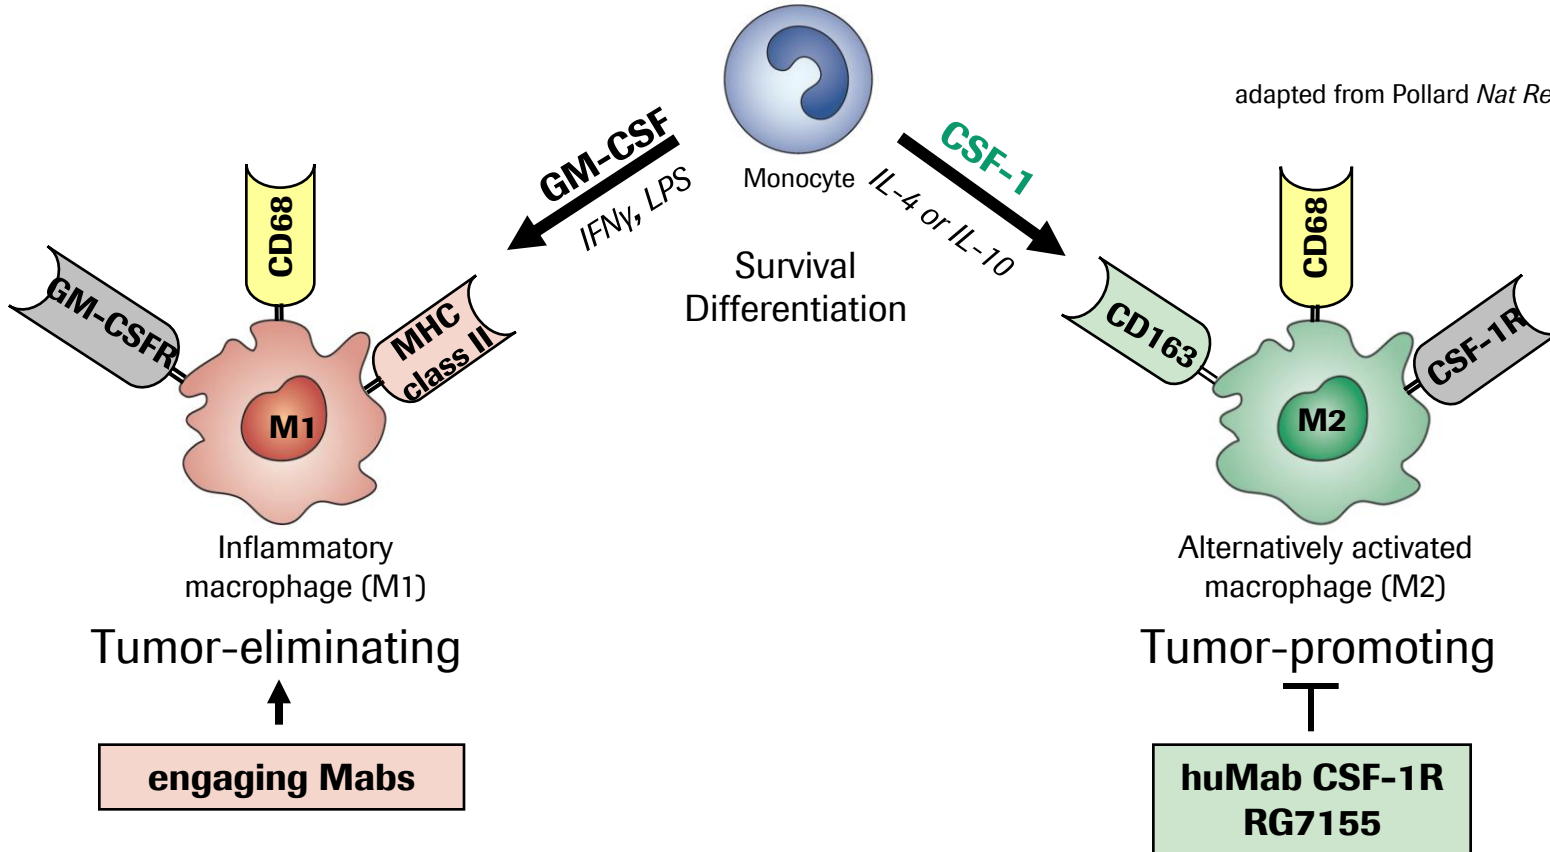 adapted from Pollard Nat Re
GM-CSF
IFNγ, LPS
Monocyte
CSF-1
IL-4 or IL-10
Survival
Differentiation
GM-CSFR
CD68
MHC
class II
M1
CD163
CD68
CSF-1R
M2
Inflammatory
macrophage (M1)
Alternatively activated
macrophage (M2)
Tumor-eliminating
Tumor-promoting
engaging Mabs
huMab CSF-1R
RG7155